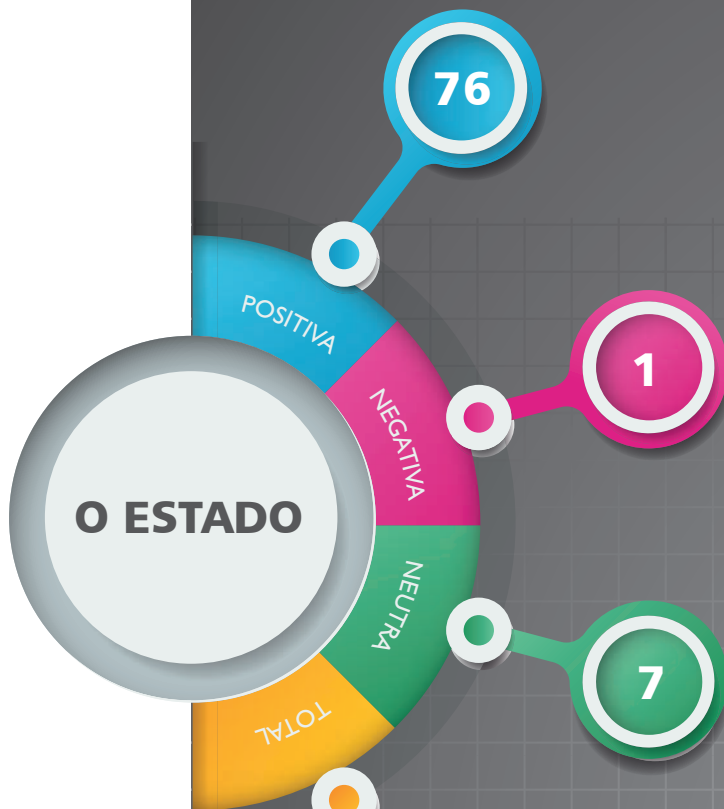 76
POSITIVA
1
NEGATIVA
O ESTADO
NEUTRA
7
TOTAL